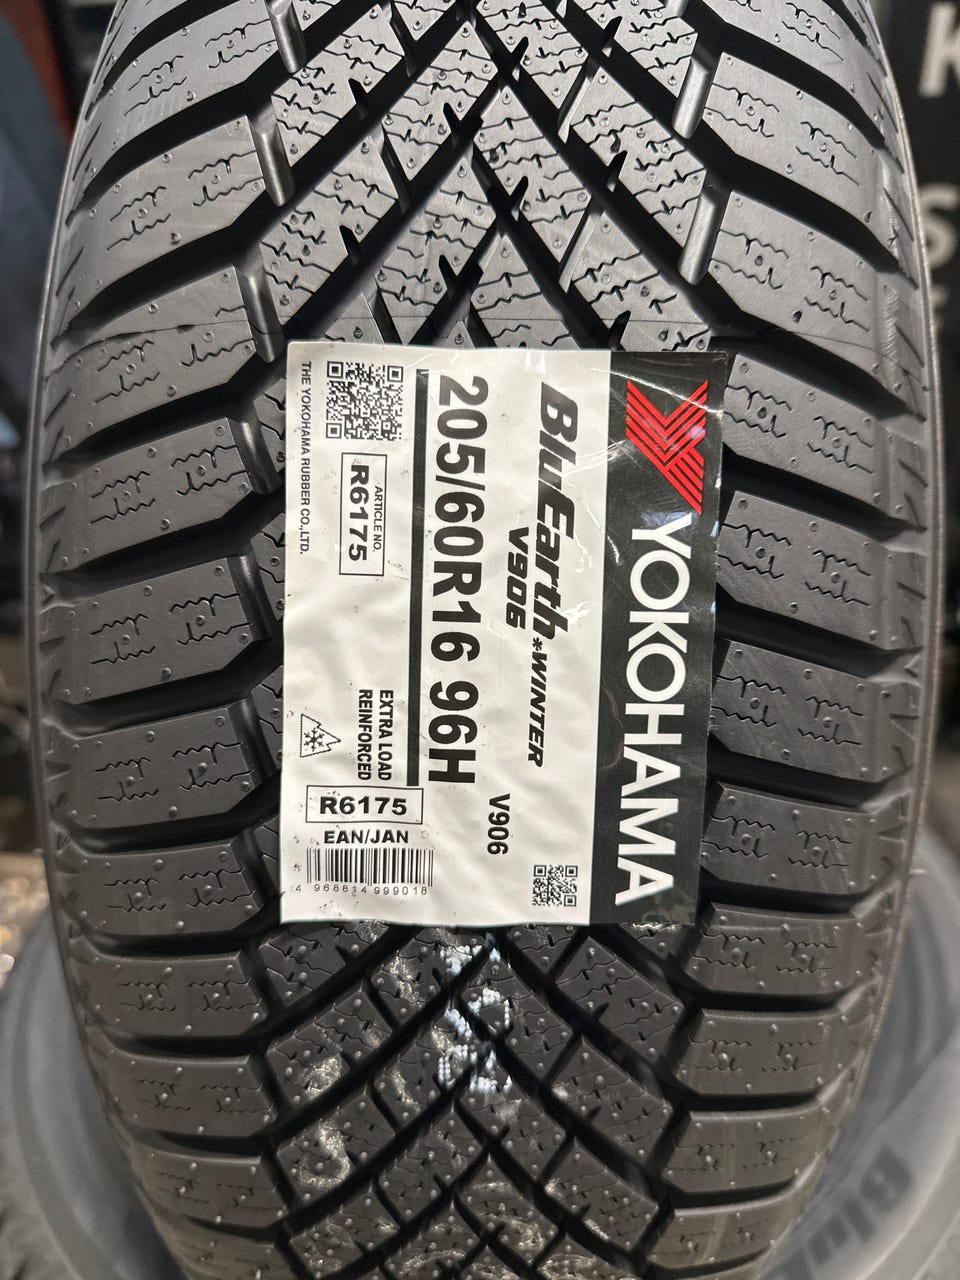 YOKOHAMA
BluEarth*WINTER
V906
V906
205/60R16 96H
EXTRA LOAD
REINFORCED
ARTICLE NO.
R6175
THE YOKOHAMA RUBBER CO.,LTD.
R6175
EAN/JAN
4 968814 999018
K
S
Blu